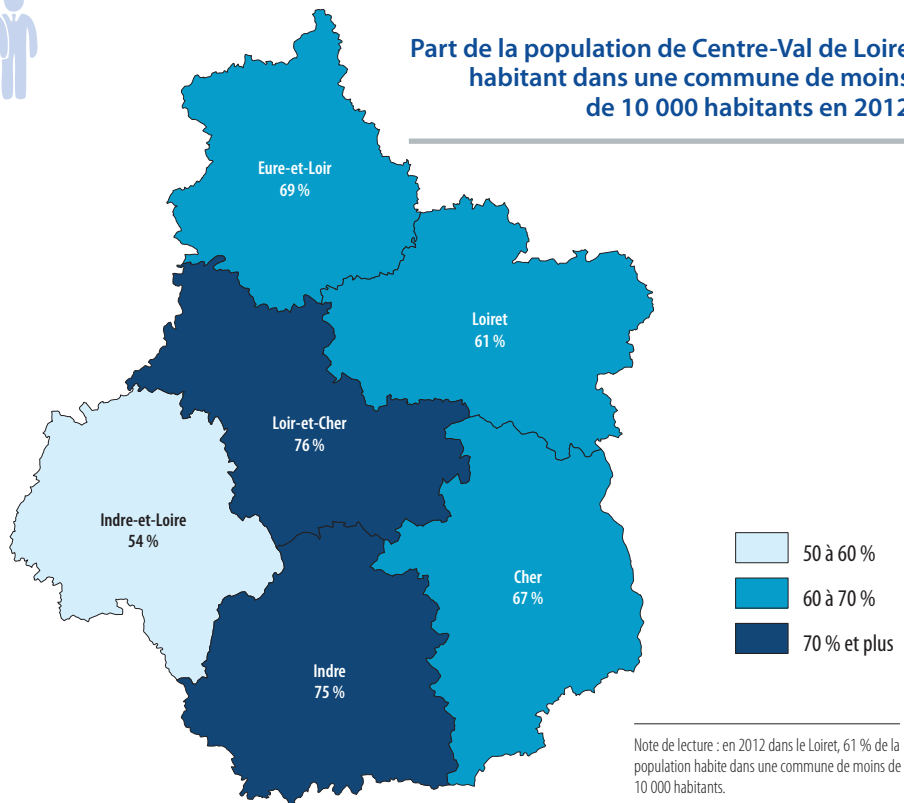 Part de la population de Centre-Val de Loire
habitant dans une commune de moins
de 10 000 habitants en 2012
Eure-et-Loir
69 %
Loiret
61 %
Loir-et-Cher
76 %
Indre-et-Loire
54 %
Cher
67 %
Indre
75 %
50 à 60 %
60 à 70 %
70 % et plus
Note de lecture : en 2012 dans le Loiret, 61 % de la
population habite dans une commune de moins de
10 000 habitants.